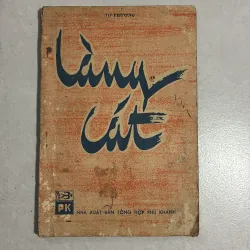 Làng
Cát
PK
NHÀ XUẤT BẢN TỔNG HỢP PHÚ KHÁNH